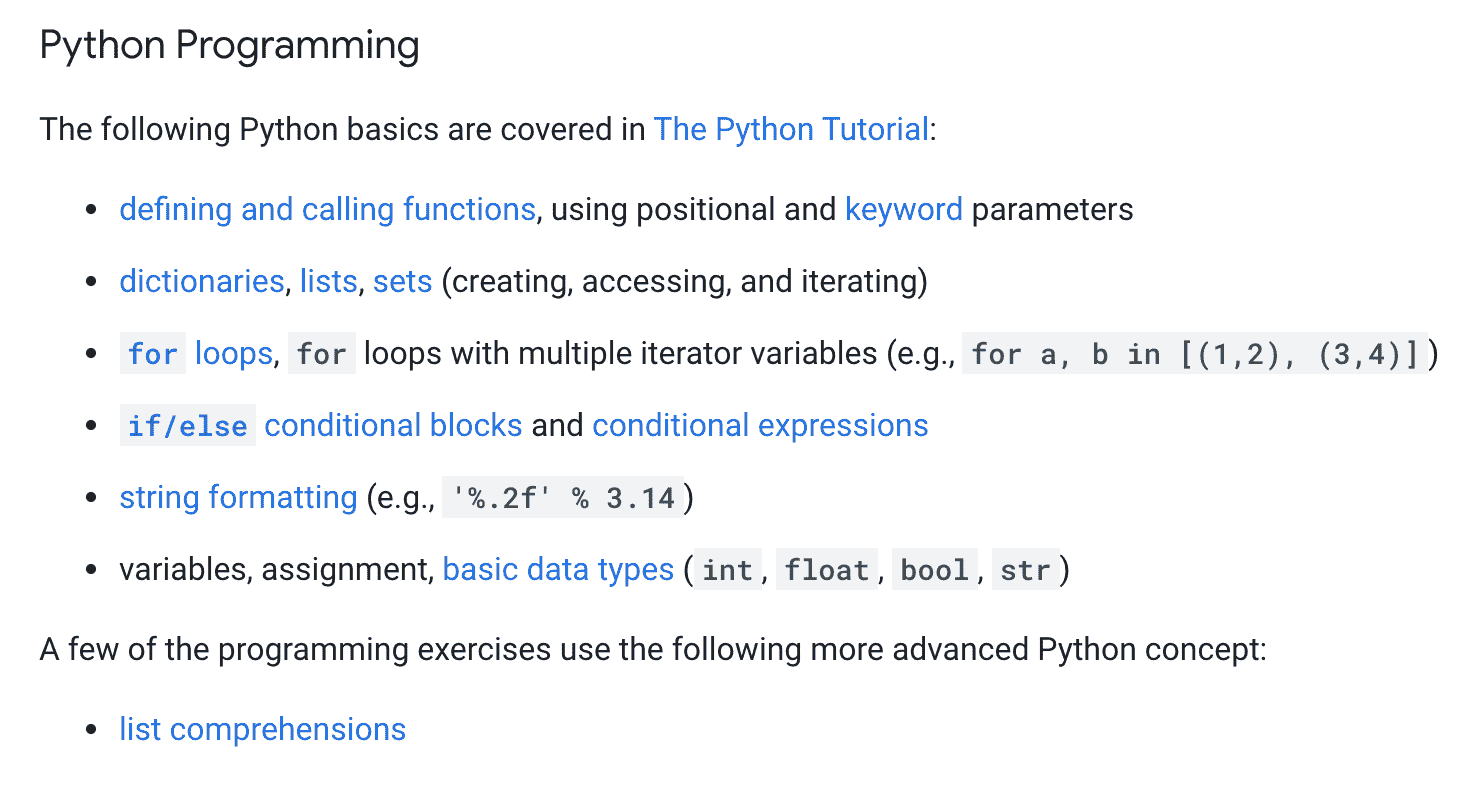 Python Programming
The following Python basics are covered in The Python Tutorial:
• defining and calling functions, using positional and keyword parameters
• dictionaries, lists, sets (creating, accessing, and iterating)
• for loops, for loops with multiple iterator variables (e.g., for a, b in [(1,2), (3,4)])
• if/else conditional blocks and conditional expressions
• string formatting (e.g., '%.2f' % 3.14)
• variables, assignment, basic data types (int, float, bool, str)
A few of the programming exercises use the following more advanced Python concept:
• list comprehensions